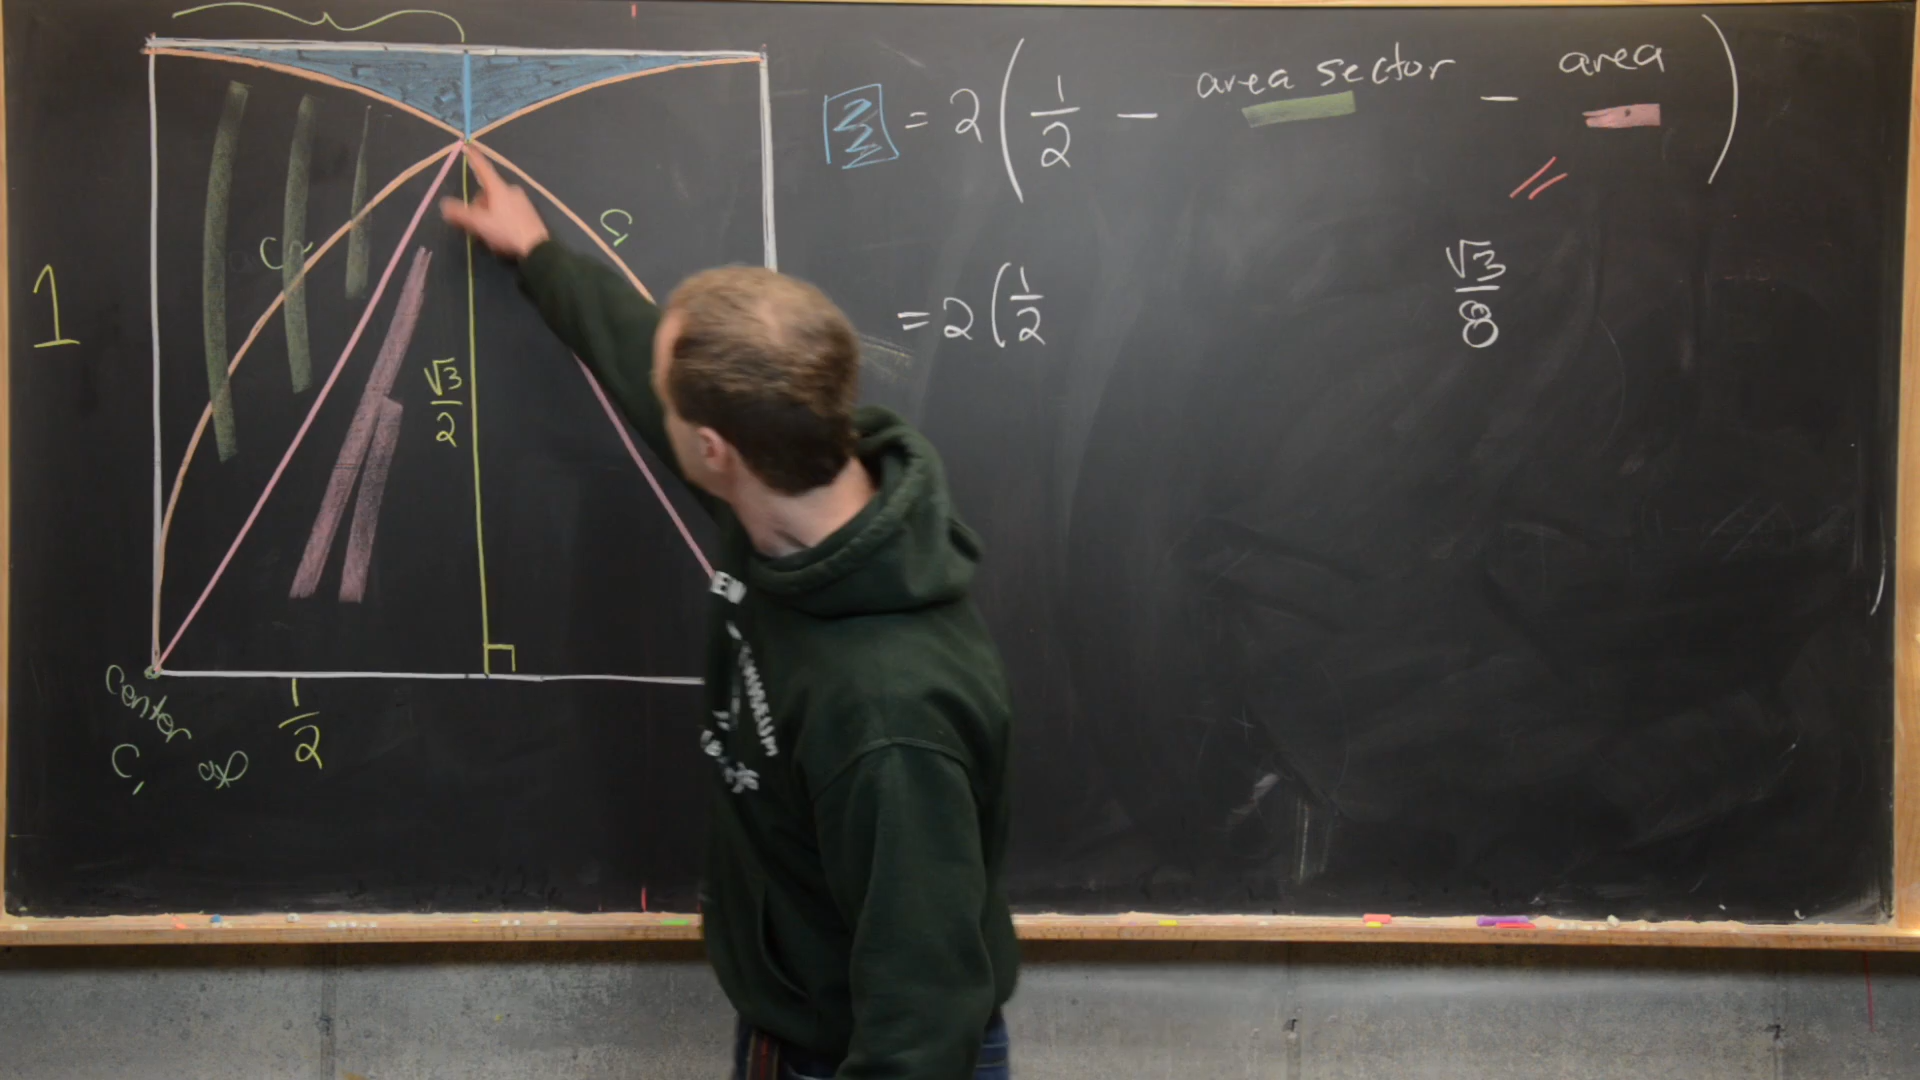 ▨ = 2 ( 1/2 - area sector - area )
= 2 ( 1/2 √3/8
1
C₂
C₁
√3/2
1/2
center
C₁